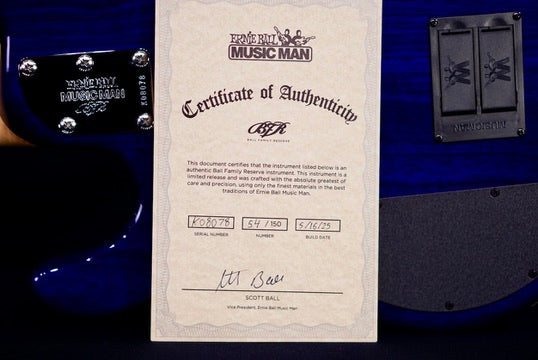 ERNIE BALL
MUSIC MAN
Certificate of Authenticity
BFR
BALL FAMILY RESERVE
This document certifies that the instrument listed below is an
authentic Ball Family Reserve instrument. This instrument is a
limited release and was crafted with the absolute greatest of
care and precision, using only the finest materials in the best
traditions of Ernie Ball Music Man.
K08078 54 / 150 5/15/25
SERIAL NUMBER NUMBER BUILD DATE
SCOTT BALL
Vice President, Ernie Ball Music Man
ERNIE BALL
MUSIC MAN
BFR
K08078
MUSICMAN